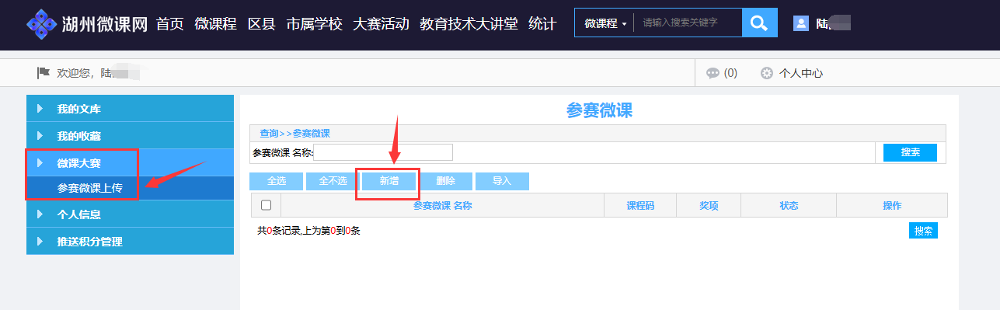 湖州微课网 首页 微课程 区县 市属学校 大赛活动 教育技术大讲堂 统计 微课程 请输入搜索关键字 陆
欢迎您, 陆 (0) 个人中心
我的文库
我的收藏
微课大赛
参赛微课上传
个人信息
推送积分管理
参赛微课
查询>>参赛微课
参赛微课 名称: 搜索
全选 全不选 新增 删除 导入
参赛微课 名称 课程码 奖项 状态 操作
共0条记录,上为第0到0条 搜索